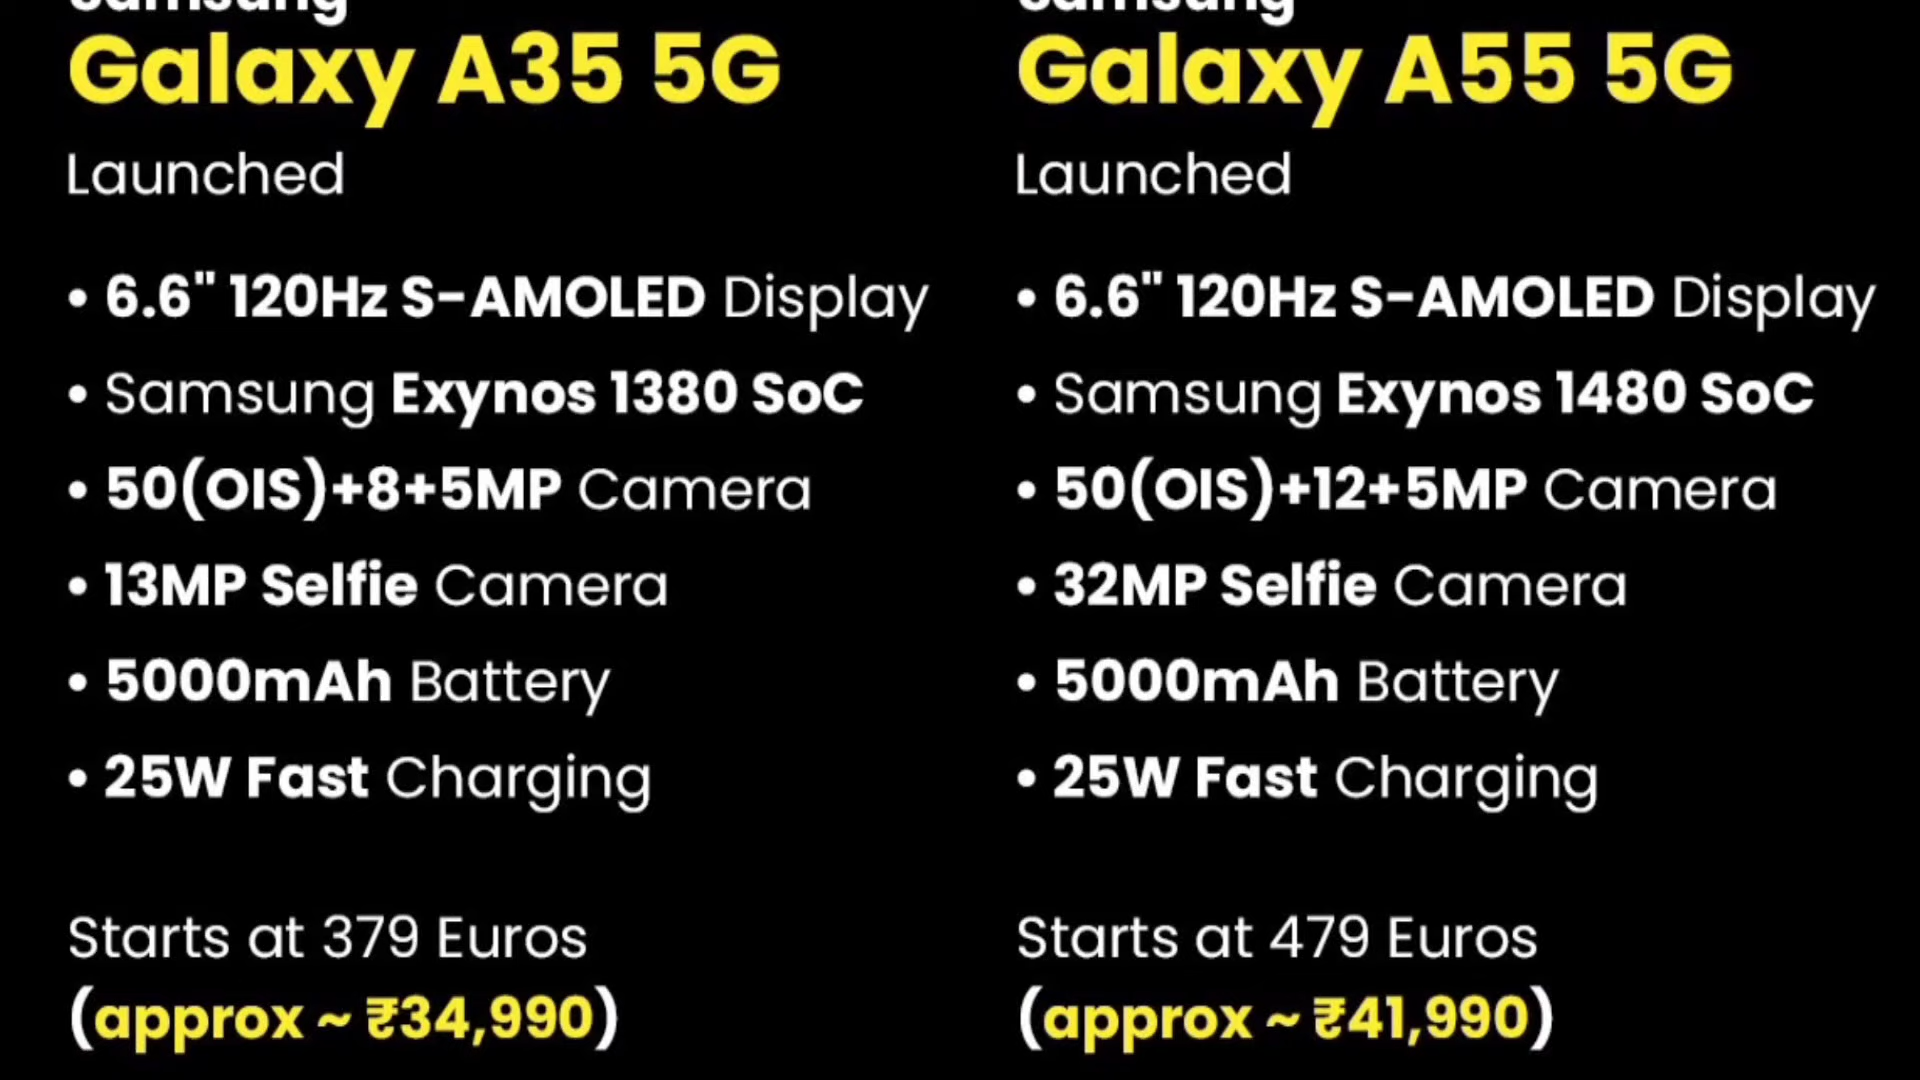 Samsung
Galaxy A35 5G
Launched
• 6.6" 120Hz S-AMOLED Display
• Samsung Exynos 1380 SoC
• 50(OIS)+8+5MP Camera
• 13MP Selfie Camera
• 5000mAh Battery
• 25W Fast Charging
Starts at 379 Euros
(approx ~ ₹34,990)
Samsung
Galaxy A55 5G
Launched
• 6.6" 120Hz S-AMOLED Display
• Samsung Exynos 1480 SoC
• 50(OIS)+12+5MP Camera
• 32MP Selfie Camera
• 5000mAh Battery
• 25W Fast Charging
Starts at 479 Euros
(approx ~ ₹41,990)